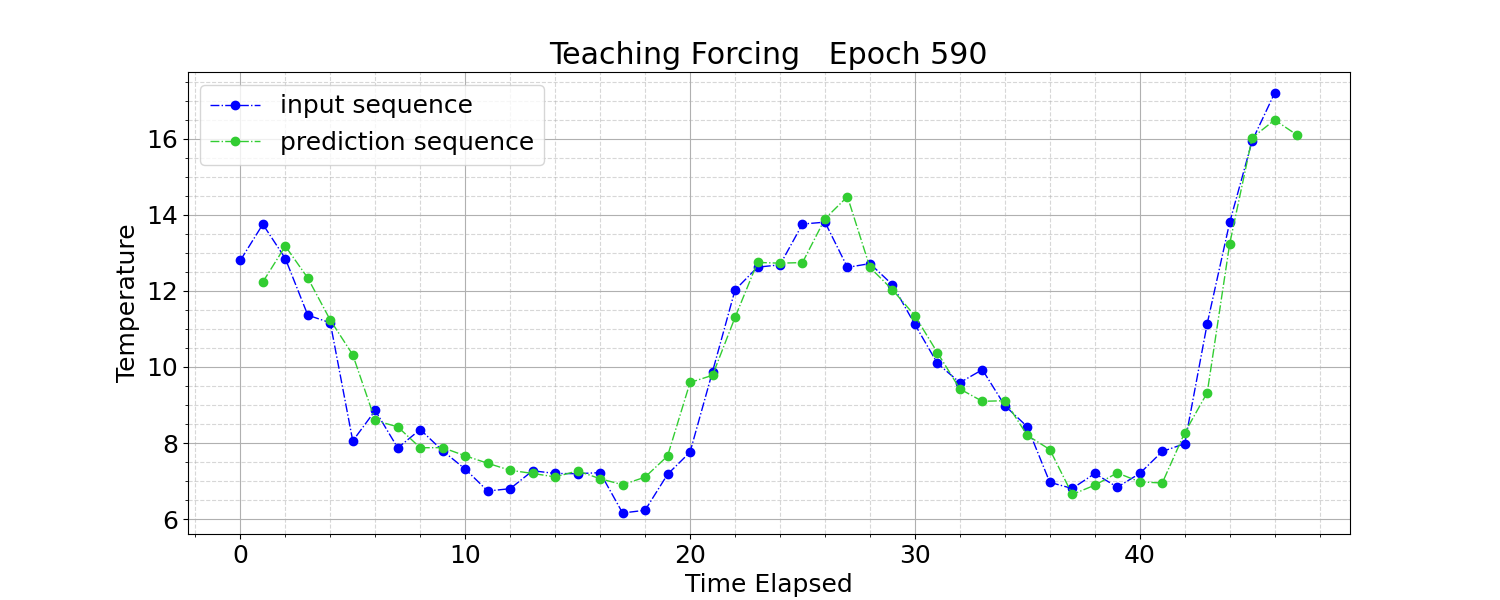 Teaching Forcing   Epoch 590
input sequence
prediction sequence
16
14
12
10
8
6
Temperature
0 10 20 30 40
Time Elapsed